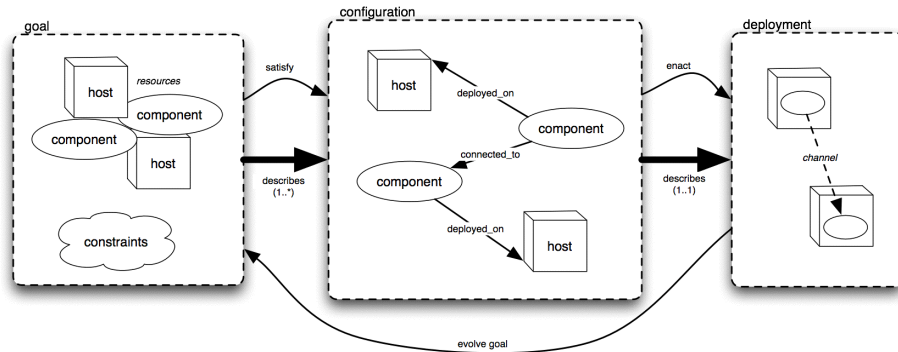 goal
resources
host
component
component
host
constraints
satisfy
describes
(1..*)
configuration
host
deployed_on
component
connected_to
component
deployed_on
host
enact
describes
(1..1)
deployment
channel
evolve goal